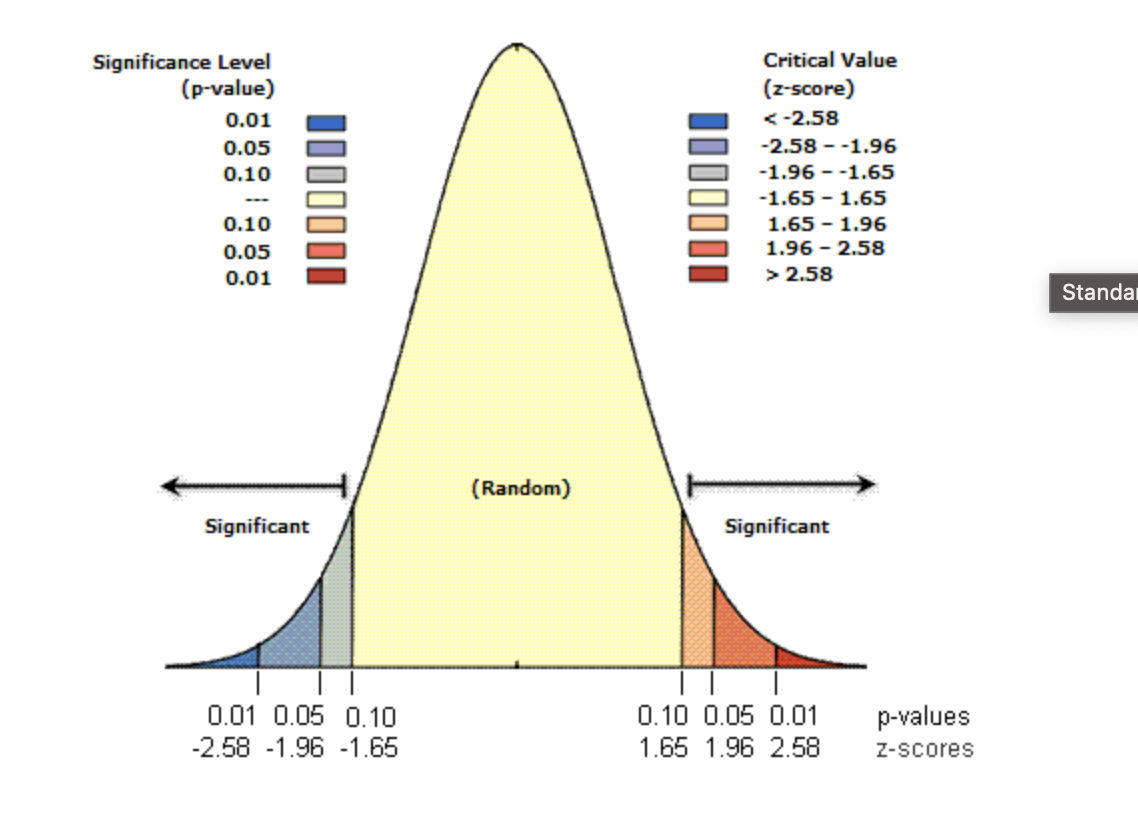 Significance Level
(p-value)
0.01
0.05
0.10
---
0.10
0.05
0.01
Critical Value
(z-score)
< -2.58
-2.58 – -1.96
-1.96 – -1.65
-1.65 – 1.65
1.65 – 1.96
1.96 – 2.58
> 2.58
(Random)
Significant
Significant
0.01 0.05 0.10 0.10 0.05 0.01 p-values
-2.58 -1.96 -1.65 1.65 1.96 2.58 z-scores